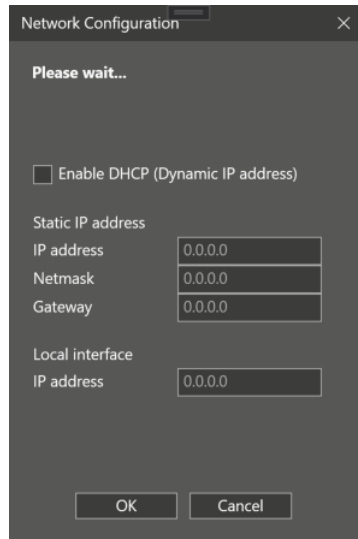 Network Configuration
Please wait...
Enable DHCP (Dynamic IP address)
Static IP address
IP address 0.0.0.0
Netmask 0.0.0.0
Gateway 0.0.0.0
Local interface
IP address 0.0.0.0
OK Cancel